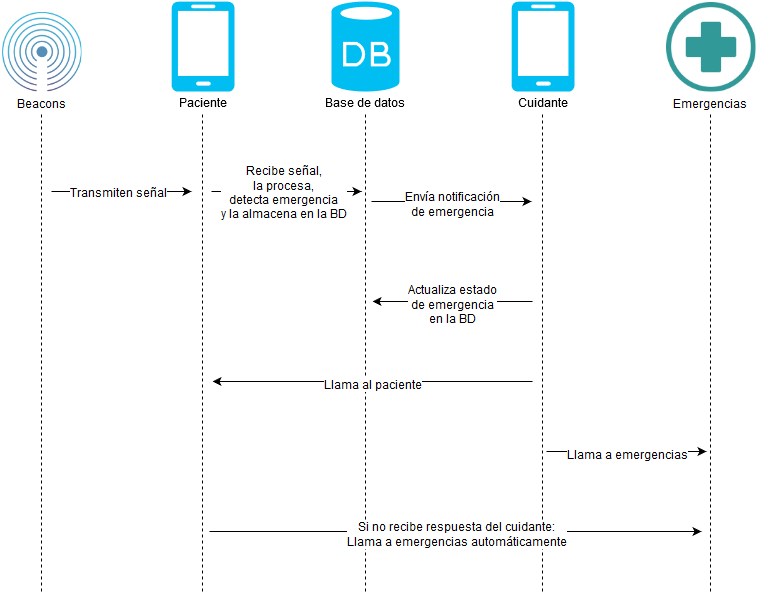 DB
Beacons
Paciente
Base de datos
Cuidante
Emergencias
Transmiten señal
Recibe señal,
la procesa,
detecta emergencia
y la almacena en la BD
Envía notificación
de emergencia
Actualiza estado
de emergencia
en la BD
Llama al paciente
Llama a emergencias
Si no recibe respuesta del cuidante:
Llama a emergencias automáticamente